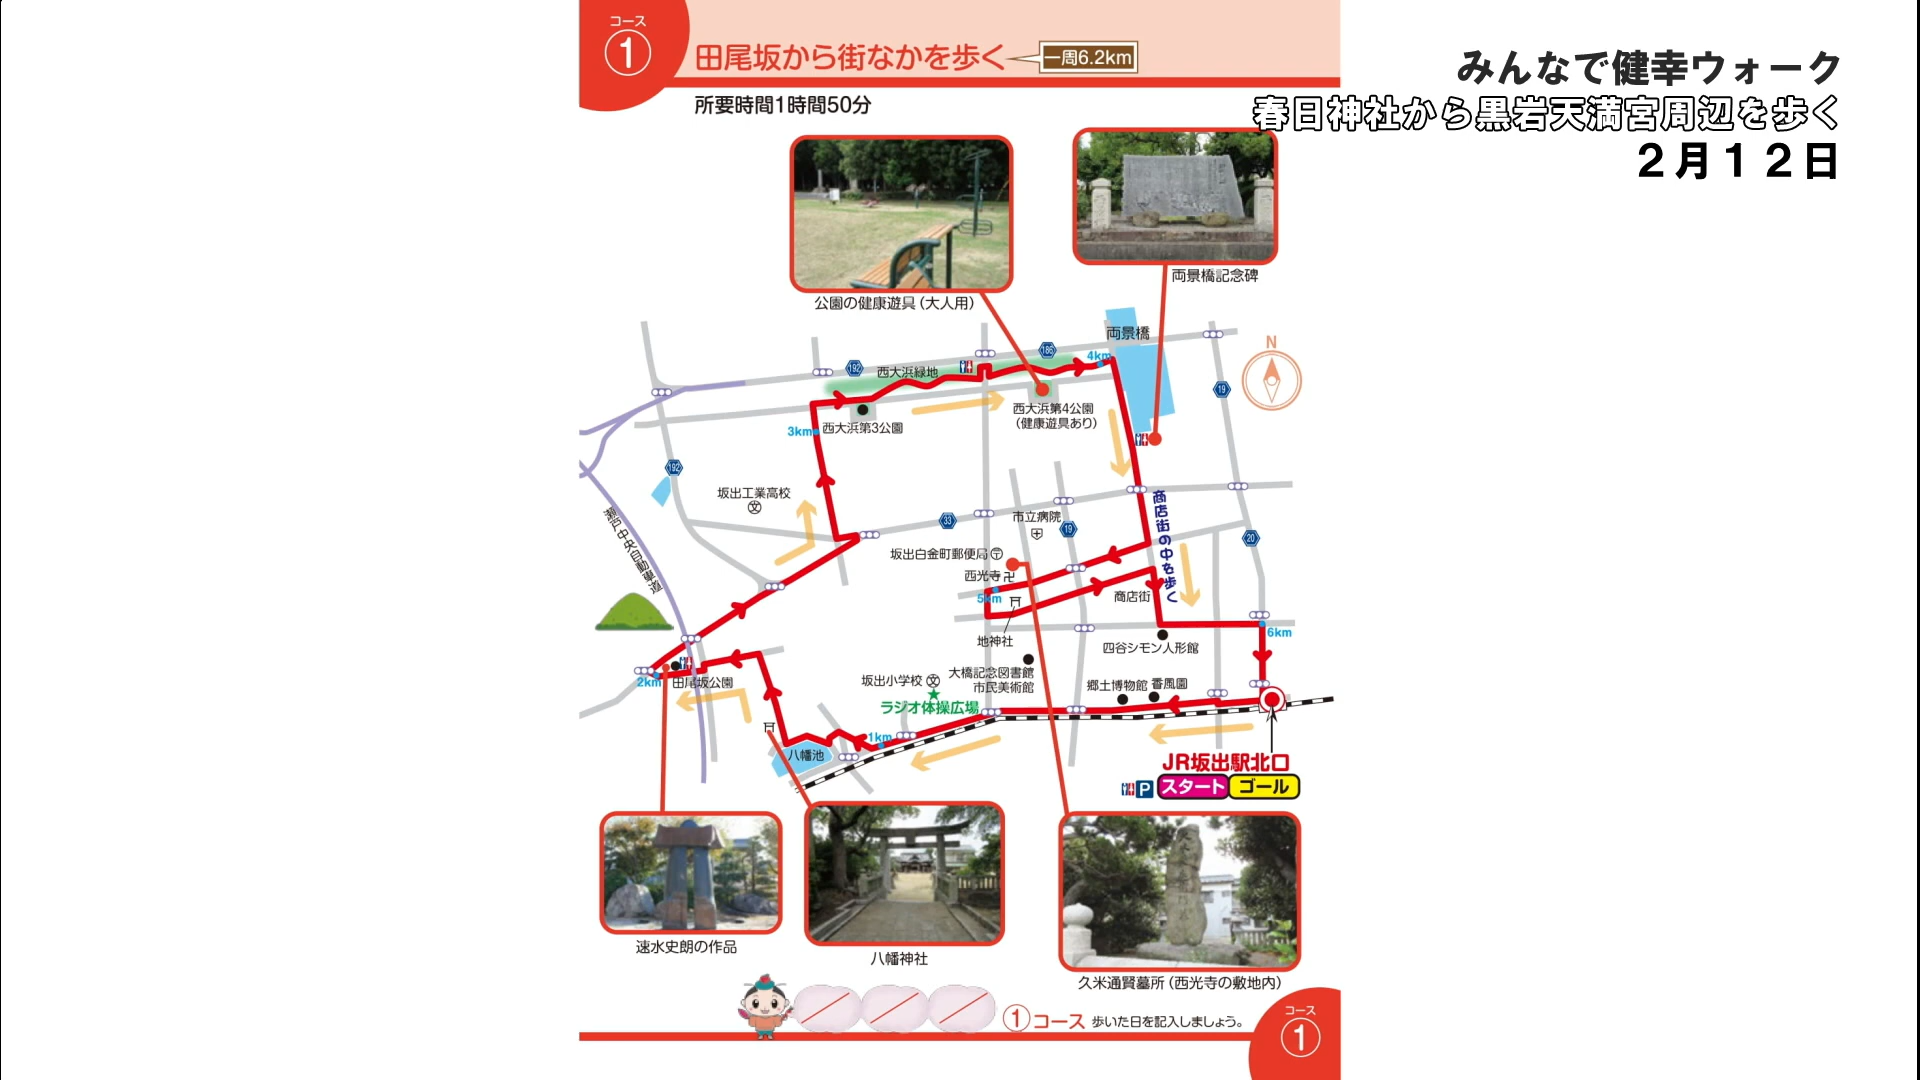 コース
1
田尾坂から街なかを歩く
一周6.2km
みんなで健幸ウォーク
春日神社から黒岩天満宮周辺を歩く
2月12日
所要時間1時間50分
公園の健康遊具(大人用)
両景橋記念碑
両景橋
N
186
4km
192
西大浜緑地
19
西大浜第4公園
(健康遊具あり)
3km
西大浜第3公園
192
坂出工業高校
文
商店街の中を歩く
33
市立病院
19
20
坂出白金町郵便局
瀬戸中央自動車道
西光寺
5km
商店街
6km
地神社
四谷シモン人形館
2km
田尾坂公園
坂出小学校
文
大橋記念図書館
市民美術館
郷土博物館
香風園
ラジオ体操広場
1km
八幡池
JR坂出駅北口
P
スタート
ゴール
速水史朗の作品
八幡神社
久米通賢墓所(西光寺の敷地内)
1コース 歩いた日を記入しましょう。
コース
1